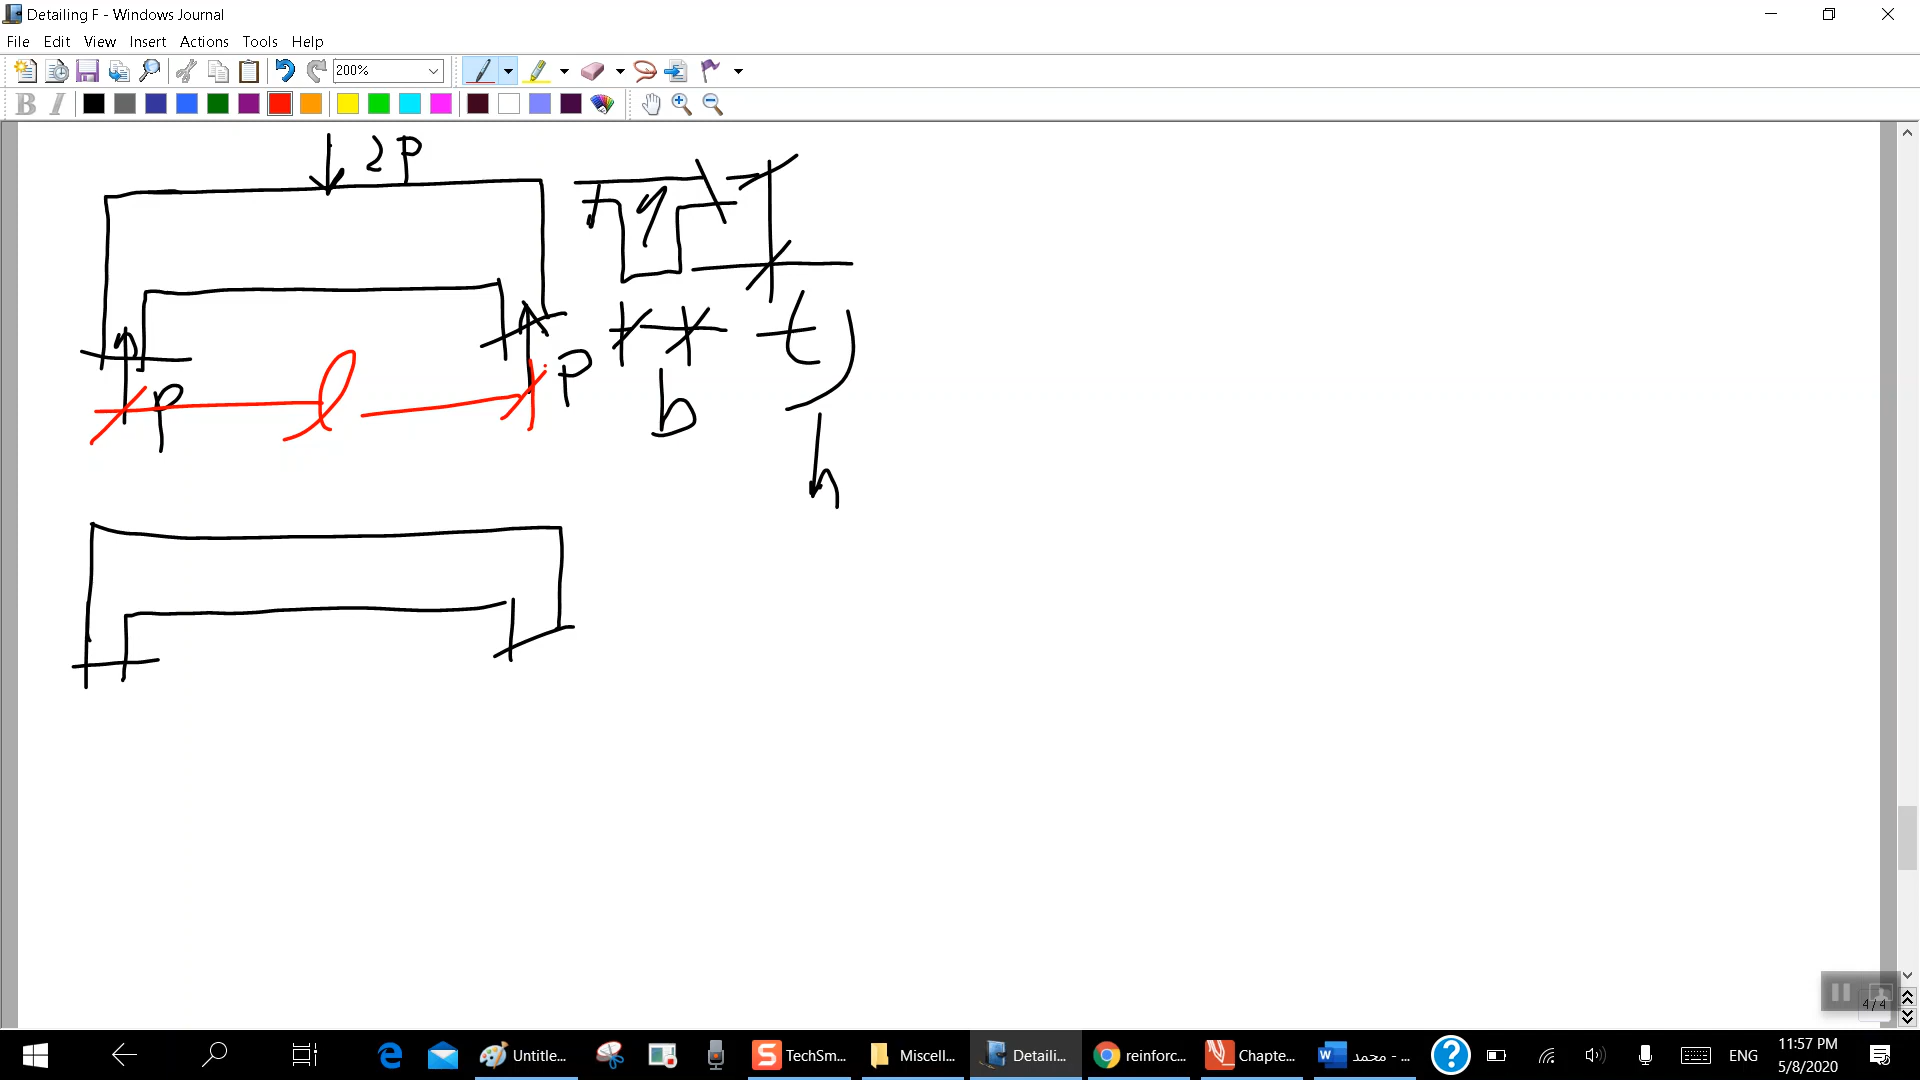 Detailing F - Windows Journal
File Edit View Insert Actions Tools Help
200%
B I
2P
P
l
P
b
t
h
4 / 4
Untitle...
TechSm...
Miscell...
Detaili...
reinforc...
Chapte...
محمد - ...
ENG
11:57 PM
5/8/2020